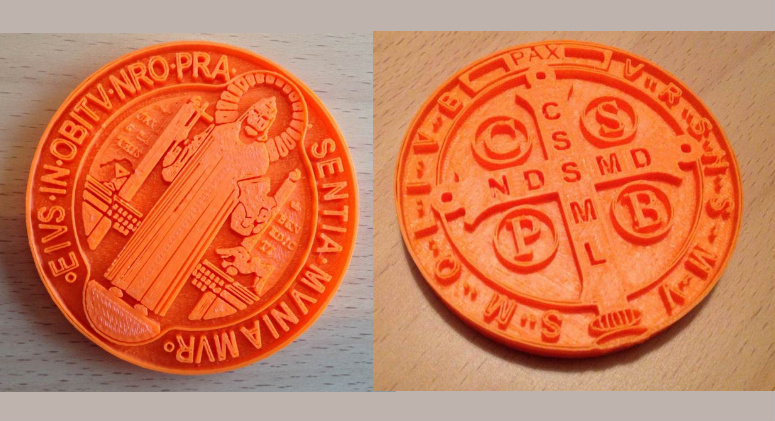 EIVS·IN·OBITV·NRO·PRA·
SENTIA·MVNIAMVR
PAX
V·R·S·N·S·M·V
S·M·Q·L·I·V·B
C S
C
S
N D S M D
M
L
P B